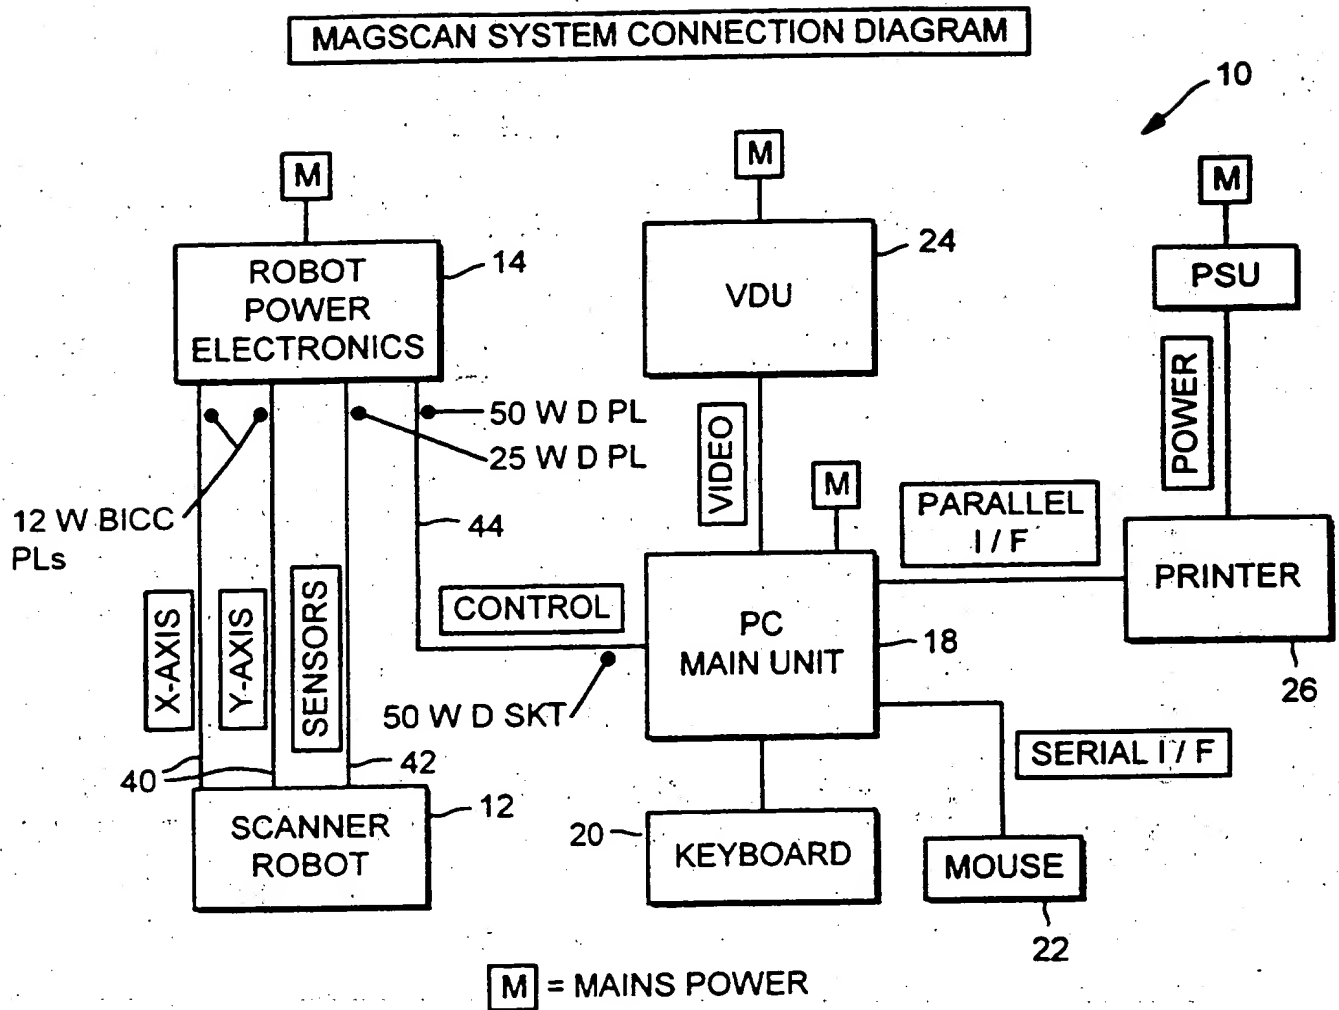 MAGSCAN SYSTEM CONNECTION DIAGRAM
10
M
M
M
ROBOT
POWER
ELECTRONICS
14
VDU
24
PSU
50 W D PL
25 W D PL
12 W BICC
PLs
44
VIDEO
POWER
M
PARALLEL
I / F
PRINTER
26
X-AXIS
Y-AXIS
SENSORS
CONTROL
50 W D SKT
PC
MAIN UNIT
18
40
42
SERIAL I / F
SCANNER
ROBOT
12
20
KEYBOARD
MOUSE
22
M = MAINS POWER